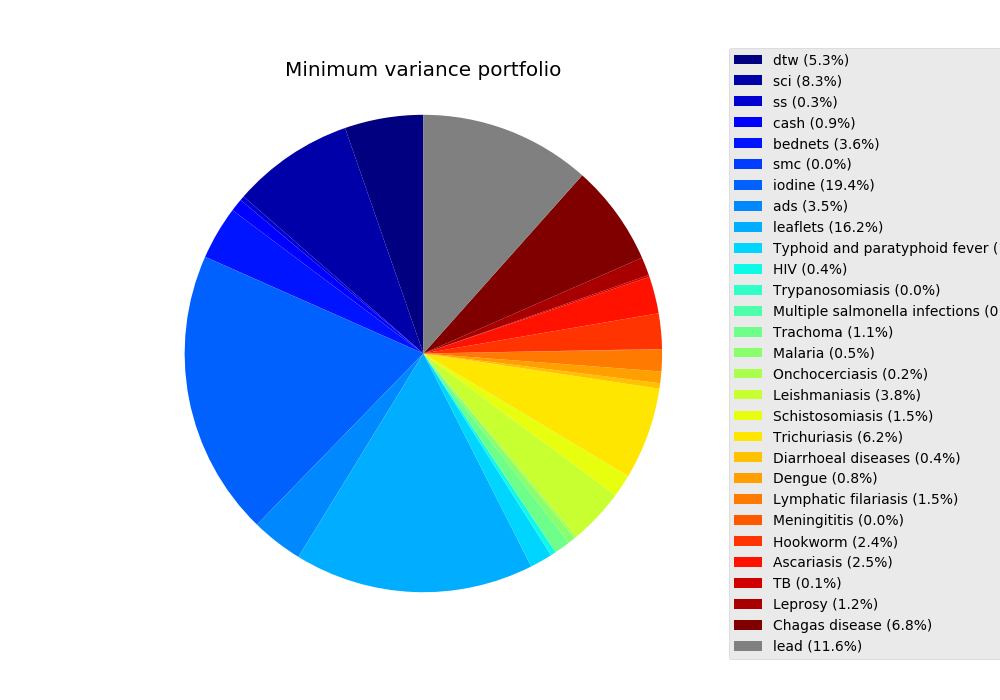 Minimum variance portfolio
dtw (5.3%)
sci (8.3%)
ss (0.3%)
cash (0.9%)
bednets (3.6%)
smc (0.0%)
iodine (19.4%)
ads (3.5%)
leaflets (16.2%)
Typhoid and paratyphoid fever (
HIV (0.4%)
Trypanosomiasis (0.0%)
Multiple salmonella infections (0
Trachoma (1.1%)
Malaria (0.5%)
Onchocerciasis (0.2%)
Leishmaniasis (3.8%)
Schistosomiasis (1.5%)
Trichuriasis (6.2%)
Diarrhoeal diseases (0.4%)
Dengue (0.8%)
Lymphatic filariasis (1.5%)
Meningititis (0.0%)
Hookworm (2.4%)
Ascariasis (2.5%)
TB (0.1%)
Leprosy (1.2%)
Chagas disease (6.8%)
lead (11.6%)